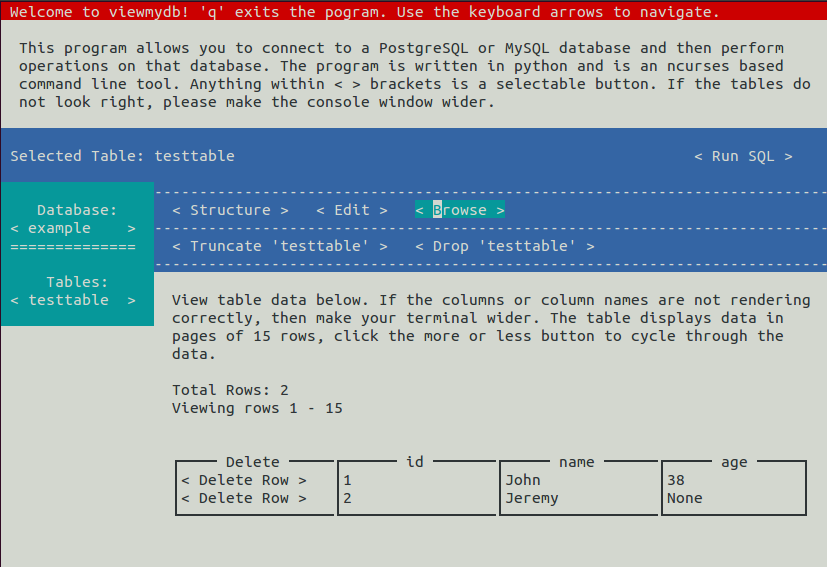 Welcome to viewmydb! 'q' exits the pogram. Use the keyboard arrows to navigate.
This program allows you to connect to a PostgreSQL or MySQL database and then perform
operations on that database. The program is written in python and is an ncurses based
command line tool. Anything within < > brackets is a selectable button. If the tables do
not look right, please make the console window wider.
Selected Table: testtable < Run SQL >
Database:
< example >
==============
Tables:
< testtable >
< Structure > < Edit > < Browse >
< Truncate 'testtable' > < Drop 'testtable' >
View table data below. If the columns or column names are not rendering
correctly, then make your terminal wider. The table displays data in
pages of 15 rows, click the more or less button to cycle through the
data.
Total Rows: 2
Viewing rows 1 - 15
Delete id name age
< Delete Row > 1 John 38
< Delete Row > 2 Jeremy None